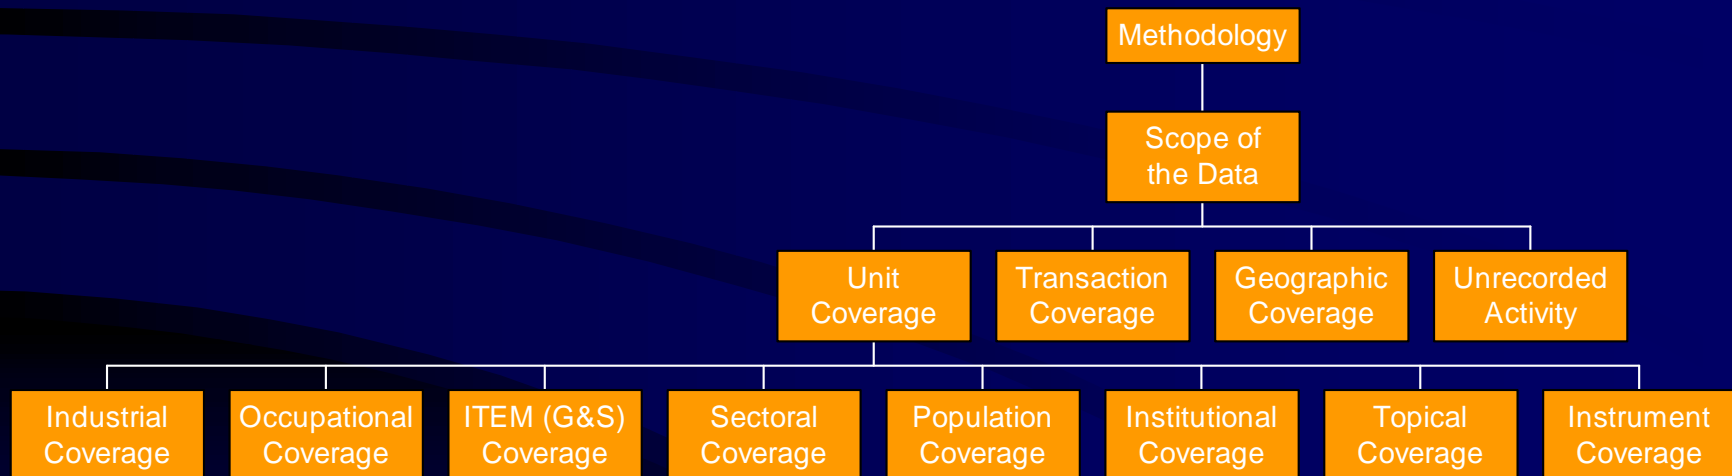 Methodology
Scope of
the Data
Unit
Coverage
Transaction
Coverage
Geographic
Coverage
Unrecorded
Activity
Industrial
Coverage
Occupational
Coverage
ITEM (G&S)
Coverage
Sectoral
Coverage
Population
Coverage
Institutional
Coverage
Topical
Coverage
Instrument
Coverage